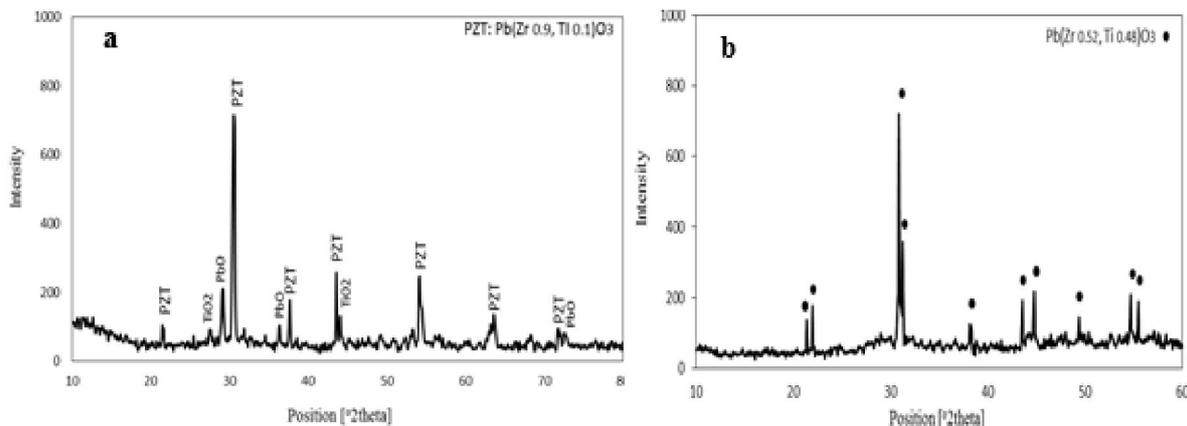 a
PZT: Pb(Zr 0.9, TI 0.1)O3
1000
800
600
400
200
0
Intensity
PZT
TiO2
PbO
PZT
PbO
PZT
PZT
TiO2
PZT
PZT
PZT
PbO
10
20
30
40
50
60
70
80
Position [°2theta]
b
Pb(Zr 0.52, Ti 0.48)O3
1000
800
600
400
200
0
Intensity
10
20
30
40
50
60
Position [°2theta]